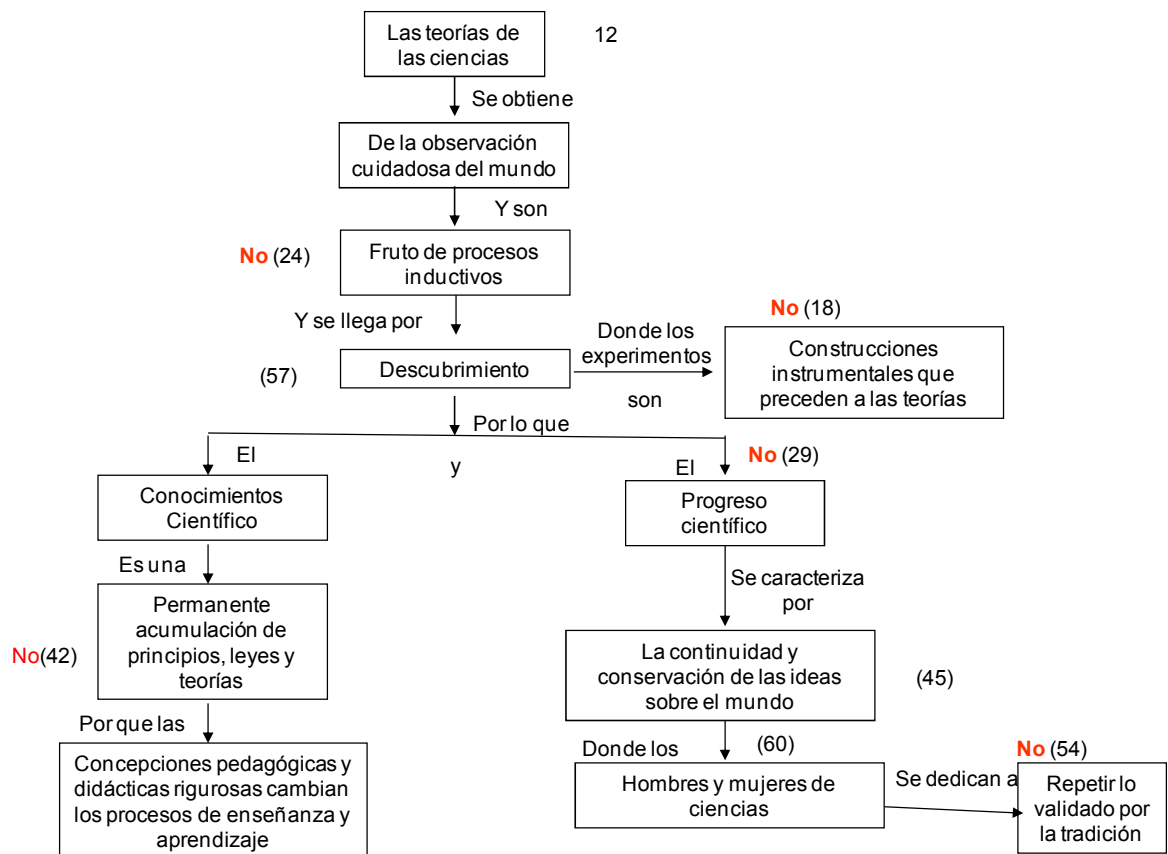 Las teorías de
las ciencias
12
Se obtiene
De la observación
cuidadosa del mundo
Y son
No (24)
Fruto de procesos
inductivos
Y se llega por
(57)
Descubrimiento
Donde los
experimentos
son
No (18)
Construcciones
instrumentales que
preceden a las teorías
Por lo que
El
y
El
No (29)
Conocimientos
Científico
Es una
No(42)
Permanente
acumulación de
principios, leyes y
teorías
Por que las
Concepciones pedagógicas y
didácticas rigurosas cambian
los procesos de enseñanza y
aprendizaje
Progreso
científico
Se caracteriza
por
La continuidad y
conservación de las ideas
sobre el mundo
(45)
Donde los
(60)
Hombres y mujeres de
ciencias
Se dedican a
No (54)
Repetir lo
validado por
la tradición